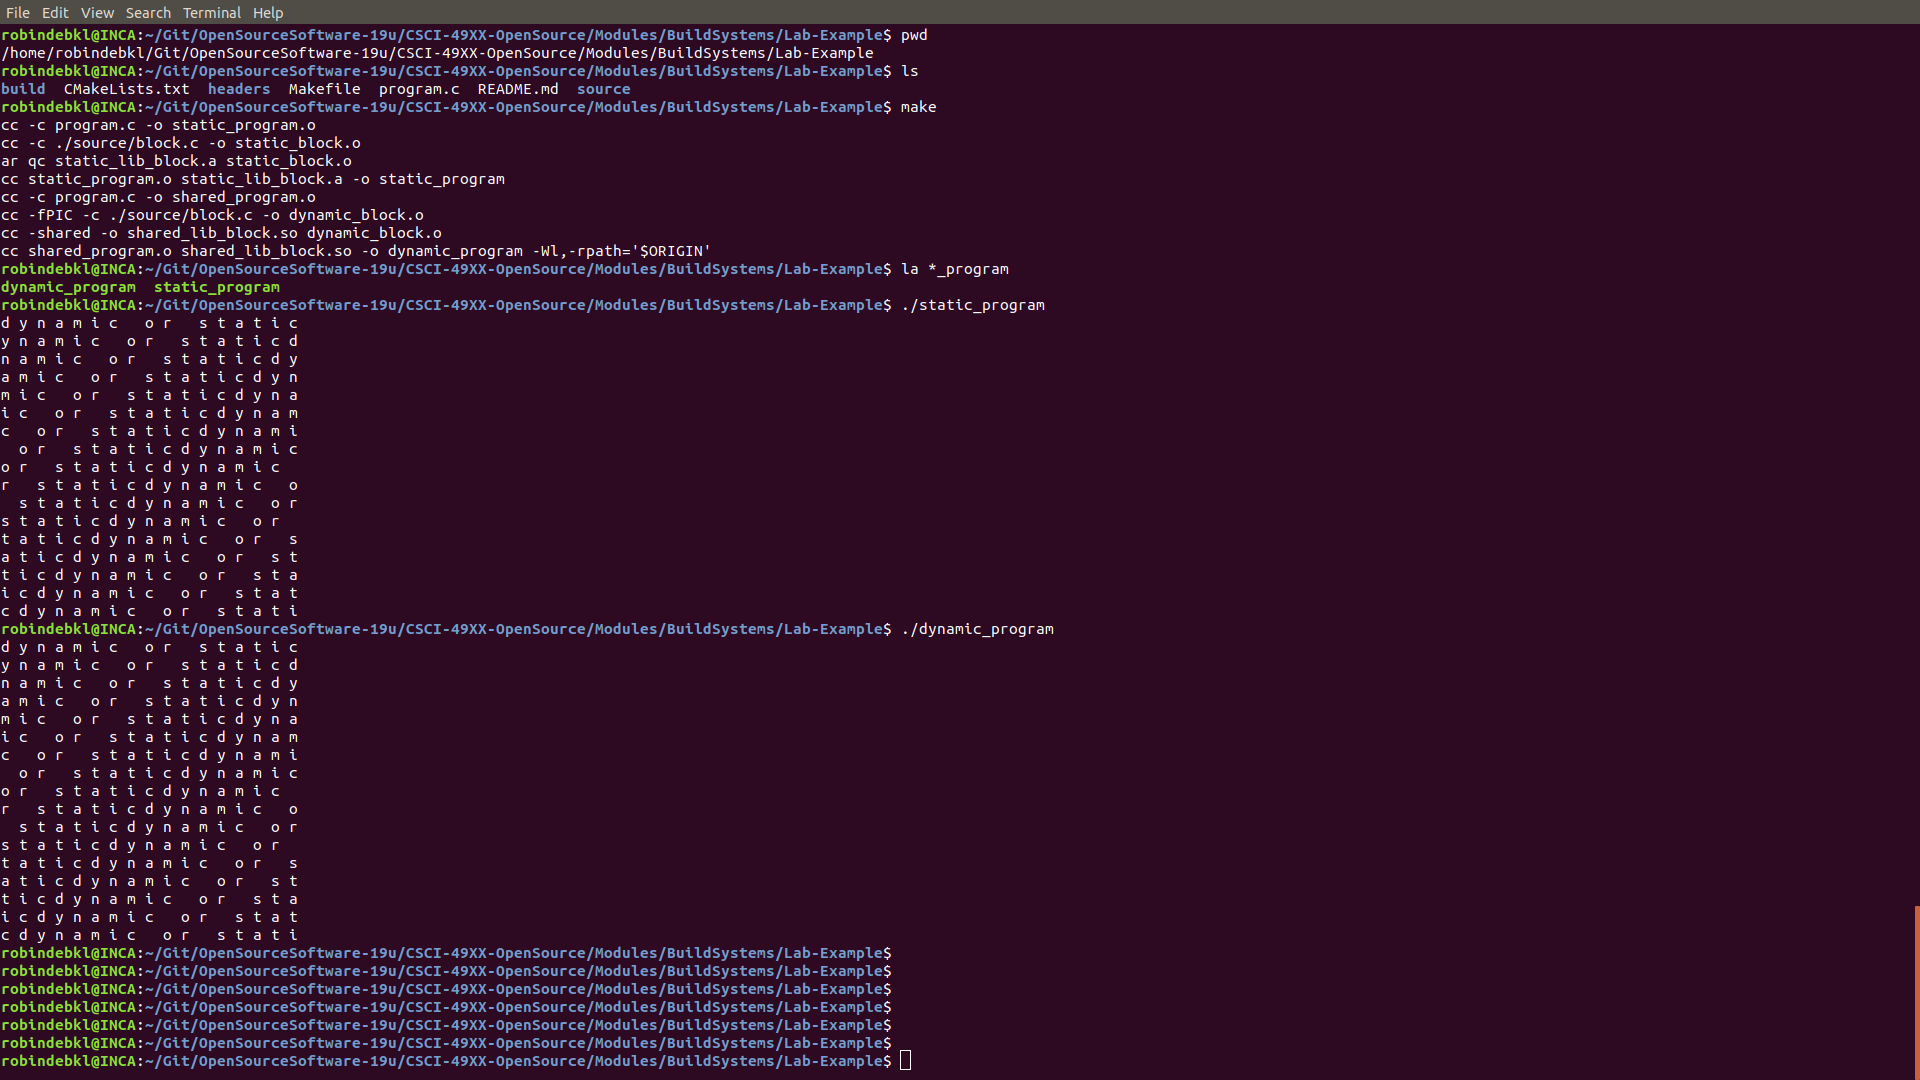 File Edit View Search Terminal Help
robindebkl@INCA:~/Git/OpenSourceSoftware-19u/CSCI-49XX-OpenSource/Modules/BuildSystems/Lab-Example$ pwd
/home/robindebkl/Git/OpenSourceSoftware-19u/CSCI-49XX-OpenSource/Modules/BuildSystems/Lab-Example
robindebkl@INCA:~/Git/OpenSourceSoftware-19u/CSCI-49XX-OpenSource/Modules/BuildSystems/Lab-Example$ ls
build  CMakeLists.txt  headers  Makefile  program.c  README.md  source
robindebkl@INCA:~/Git/OpenSourceSoftware-19u/CSCI-49XX-OpenSource/Modules/BuildSystems/Lab-Example$ make
cc -c program.c -o static_program.o
cc -c ./source/block.c -o static_block.o
ar qc static_lib_block.a static_block.o
cc static_program.o static_lib_block.a -o static_program
cc -c program.c -o shared_program.o
cc -fPIC -c ./source/block.c -o dynamic_block.o
cc -shared -o shared_lib_block.so dynamic_block.o
cc shared_program.o shared_lib_block.so -o dynamic_program -Wl,-rpath='$ORIGIN'
robindebkl@INCA:~/Git/OpenSourceSoftware-19u/CSCI-49XX-OpenSource/Modules/BuildSystems/Lab-Example$ la *_program
dynamic_program  static_program
robindebkl@INCA:~/Git/OpenSourceSoftware-19u/CSCI-49XX-OpenSource/Modules/BuildSystems/Lab-Example$ ./static_program
d y n a m i c   o r   s t a t i c
y n a m i c   o r   s t a t i c d
n a m i c   o r   s t a t i c d y
a m i c   o r   s t a t i c d y n
m i c   o r   s t a t i c d y n a
i c   o r   s t a t i c d y n a m
c   o r   s t a t i c d y n a m i
  o r   s t a t i c d y n a m i c
o r   s t a t i c d y n a m i c
r   s t a t i c d y n a m i c   o
  s t a t i c d y n a m i c   o r
s t a t i c d y n a m i c   o r
t a t i c d y n a m i c   o r   s
a t i c d y n a m i c   o r   s t
t i c d y n a m i c   o r   s t a
i c d y n a m i c   o r   s t a t
c d y n a m i c   o r   s t a t i
robindebkl@INCA:~/Git/OpenSourceSoftware-19u/CSCI-49XX-OpenSource/Modules/BuildSystems/Lab-Example$ ./dynamic_program
d y n a m i c   o r   s t a t i c
y n a m i c   o r   s t a t i c d
n a m i c   o r   s t a t i c d y
a m i c   o r   s t a t i c d y n
m i c   o r   s t a t i c d y n a
i c   o r   s t a t i c d y n a m
c   o r   s t a t i c d y n a m i
  o r   s t a t i c d y n a m i c
o r   s t a t i c d y n a m i c
r   s t a t i c d y n a m i c   o
  s t a t i c d y n a m i c   o r
s t a t i c d y n a m i c   o r
t a t i c d y n a m i c   o r   s
a t i c d y n a m i c   o r   s t
t i c d y n a m i c   o r   s t a
i c d y n a m i c   o r   s t a t
c d y n a m i c   o r   s t a t i
robindebkl@INCA:~/Git/OpenSourceSoftware-19u/CSCI-49XX-OpenSource/Modules/BuildSystems/Lab-Example$
robindebkl@INCA:~/Git/OpenSourceSoftware-19u/CSCI-49XX-OpenSource/Modules/BuildSystems/Lab-Example$
robindebkl@INCA:~/Git/OpenSourceSoftware-19u/CSCI-49XX-OpenSource/Modules/BuildSystems/Lab-Example$
robindebkl@INCA:~/Git/OpenSourceSoftware-19u/CSCI-49XX-OpenSource/Modules/BuildSystems/Lab-Example$
robindebkl@INCA:~/Git/OpenSourceSoftware-19u/CSCI-49XX-OpenSource/Modules/BuildSystems/Lab-Example$
robindebkl@INCA:~/Git/OpenSourceSoftware-19u/CSCI-49XX-OpenSource/Modules/BuildSystems/Lab-Example$
robindebkl@INCA:~/Git/OpenSourceSoftware-19u/CSCI-49XX-OpenSource/Modules/BuildSystems/Lab-Example$